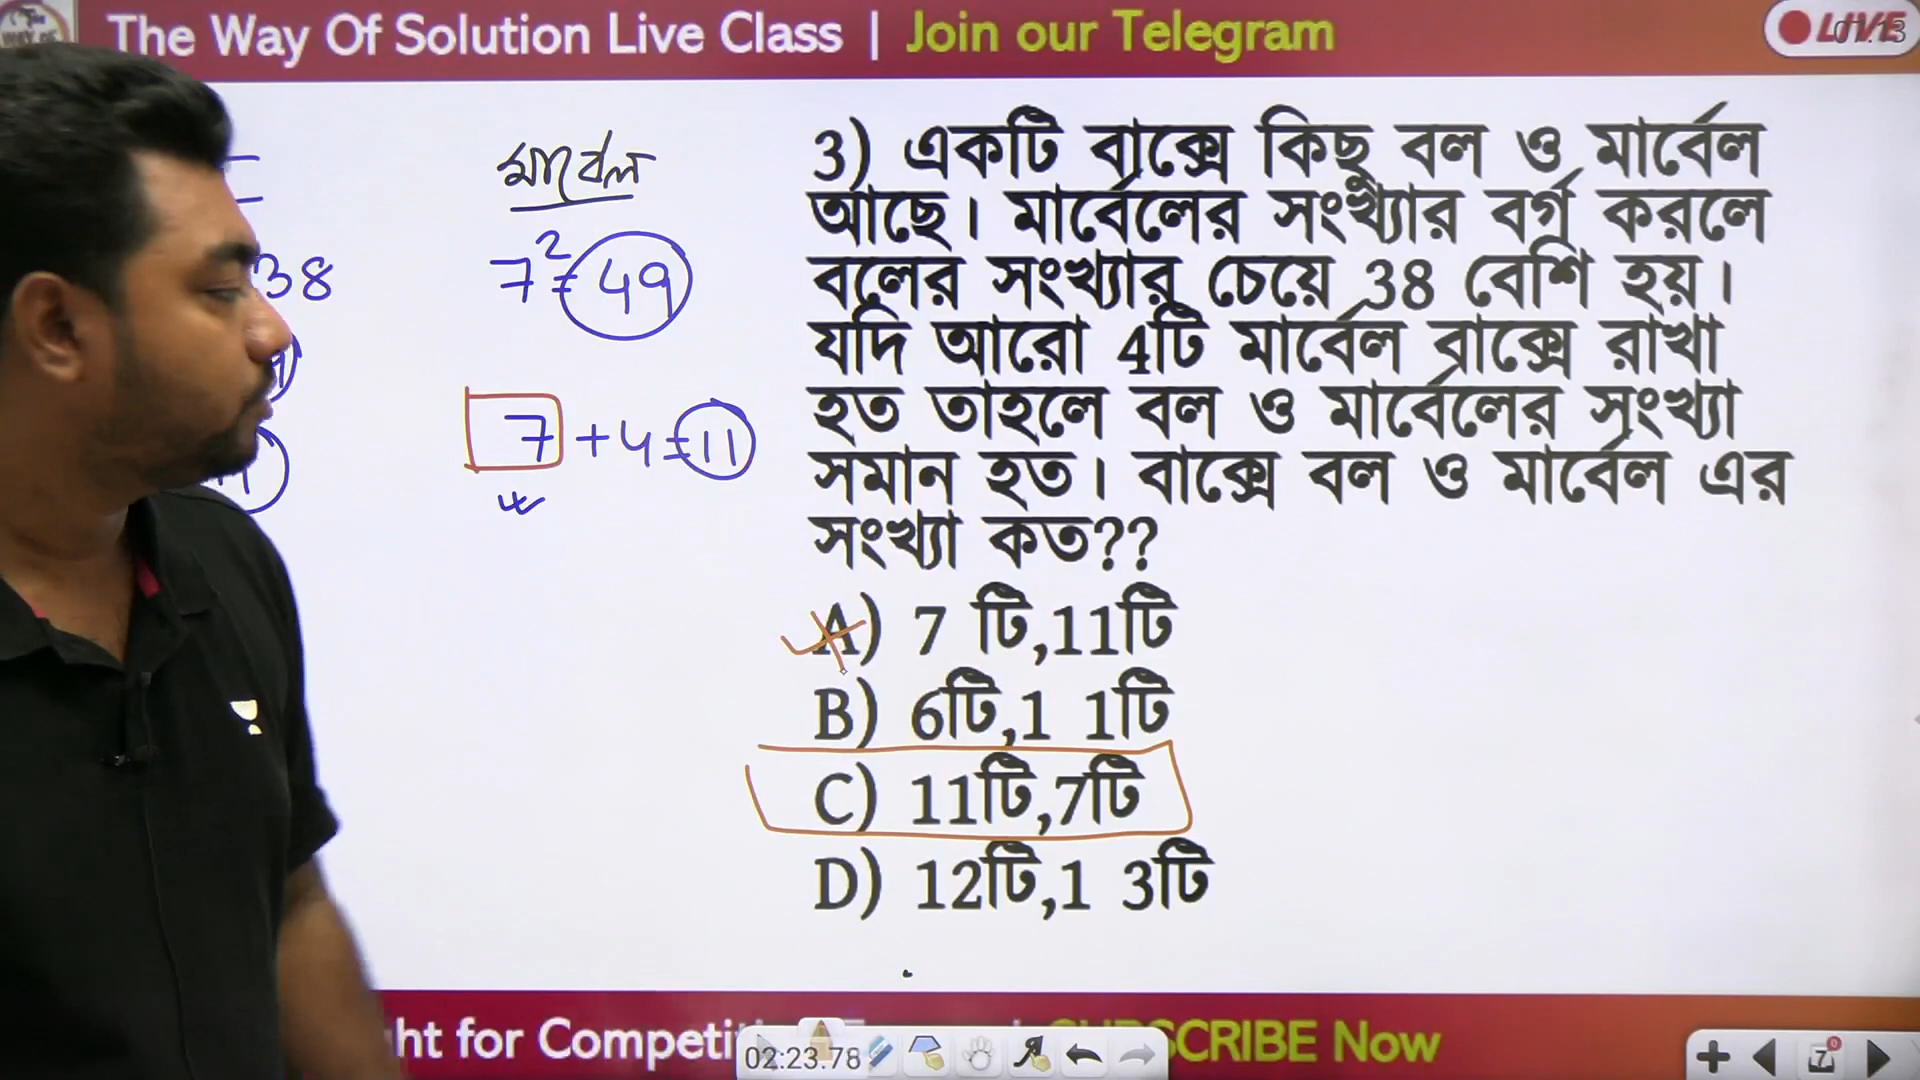 The Way Of Solution Live Class | Join our Telegram
LIVE
3) একটি বাক্সে কিছু বল ও মার্বেল
আছে। মার্বেলের সংখ্যার বর্গ করলে
বলের সংখ্যার চেয়ে 38 বেশি হয়।
যদি আরো 4টি মার্বেল বাক্সে রাখা
হত তাহলে বল ও মার্বেলের সংখ্যা
সমান হত। বাক্সে বল ও মার্বেল এর
সংখ্যা কত??
A) 7 টি,11টি
B) 6টি,1 1টি
C) 11টি,7টি
D) 12টি,1 3টি
মার্বেল
38
7² = 49
7 + 4 = 11
ht for Competi
SCRIBE Now
02:23.78
7